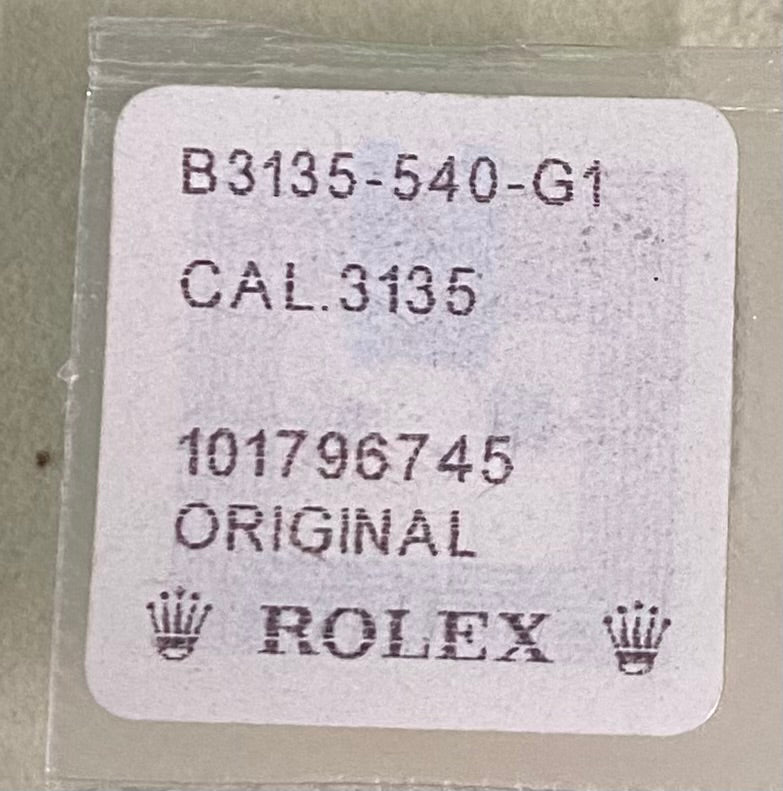 B3135-540-G1
CAL.3135
101796745
ORIGINAL
ROLEX